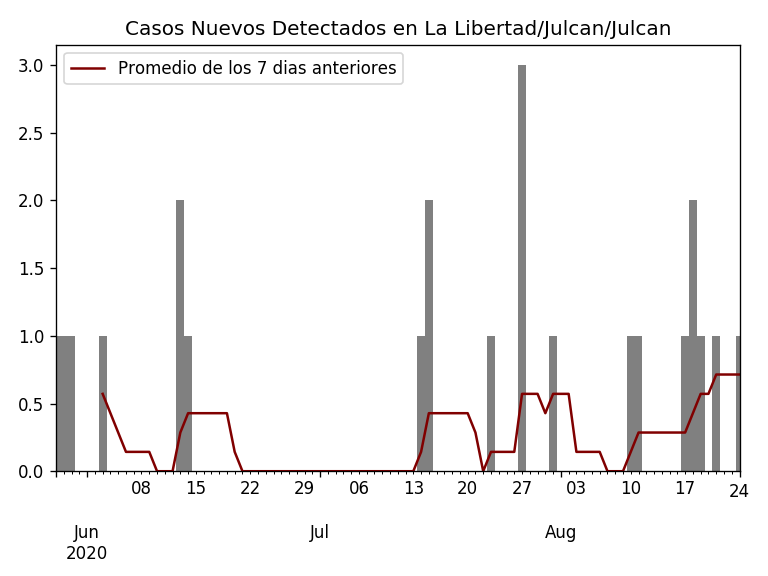 Casos Nuevos Detectados en La Libertad/Julcan/Julcan
Promedio de los 7 dias anteriores
3.0
2.5
2.0
1.5
1.0
0.5
0.0
08 15 22 29 06 13 20 27 03 10 17 24
Jun Jul Aug
2020